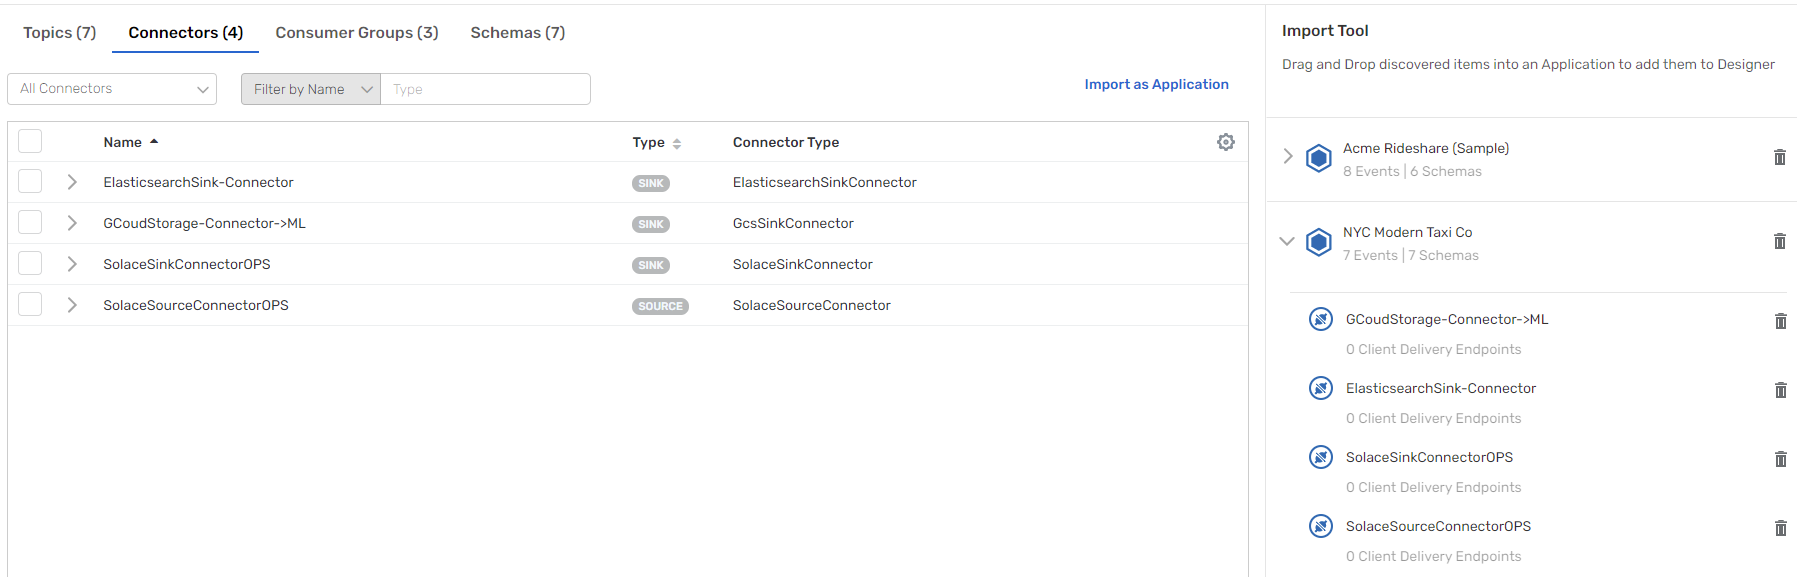 Topics (7) Connectors (4) Consumer Groups (3) Schemas (7)
All Connectors Filter by Name Type Import as Application
Name Type Connector Type
ElasticsearchSink-Connector SINK ElasticsearchSinkConnector
GCoudStorage-Connector->ML SINK GcsSinkConnector
SolaceSinkConnectorOPS SINK SolaceSinkConnector
SolaceSourceConnectorOPS SOURCE SolaceSourceConnector
Import Tool
Drag and Drop discovered items into an Application to add them to Designer
Acme Rideshare (Sample)
8 Events | 6 Schemas
NYC Modern Taxi Co
7 Events | 7 Schemas
GCoudStorage-Connector->ML
0 Client Delivery Endpoints
ElasticsearchSink-Connector
0 Client Delivery Endpoints
SolaceSinkConnectorOPS
0 Client Delivery Endpoints
SolaceSourceConnectorOPS
0 Client Delivery Endpoints